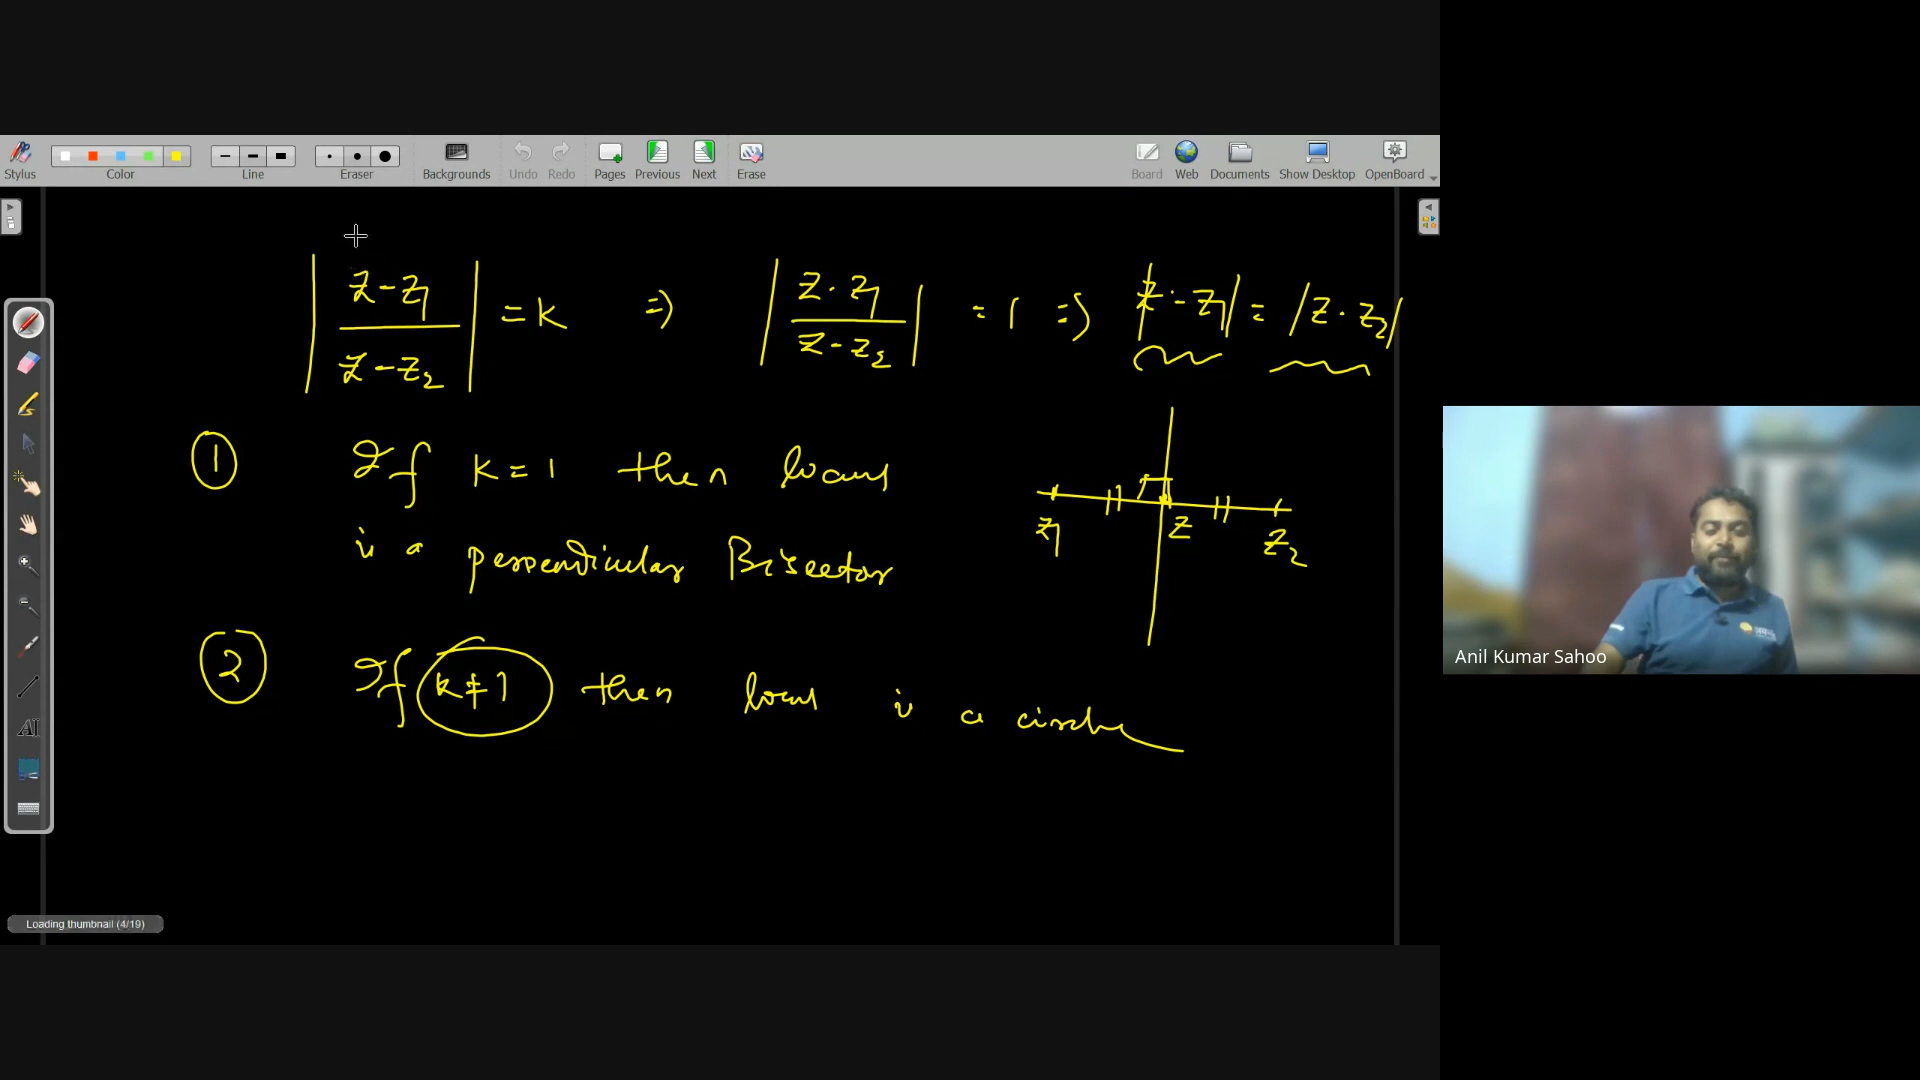 Stylus Color Line Eraser Backgrounds Undo Redo Pages Previous Next Erase Board Web Documents Show Desktop OpenBoard
|z-z₁ / z-z₂| = k ⇒ |z-z₁ / z-z₂| = 1 ⇒ |z-z₁| = |z-z₂|
① If k = 1 then locus
is a perpendicular Bisector
z₁ z z₂
② If k≠1 then locus is a circle
AI
Anil Kumar Sahoo
Loading thumbnail (4/19)